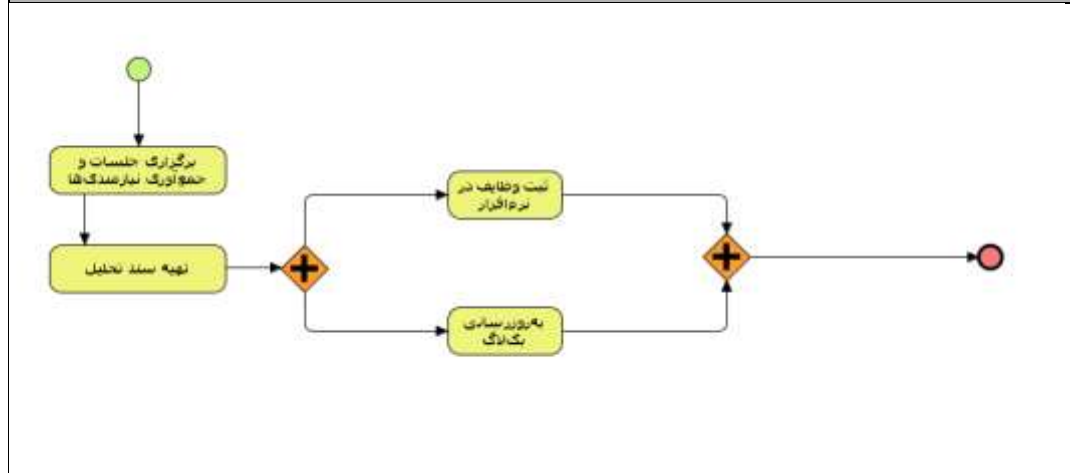 برگزاری جلسات و
جمع‌آوری نیازمندی‌ها
تهیه سند تحلیل
ثبت وظایف در
نرم‌افزار
به‌روزرسانی
بک‌لاگ